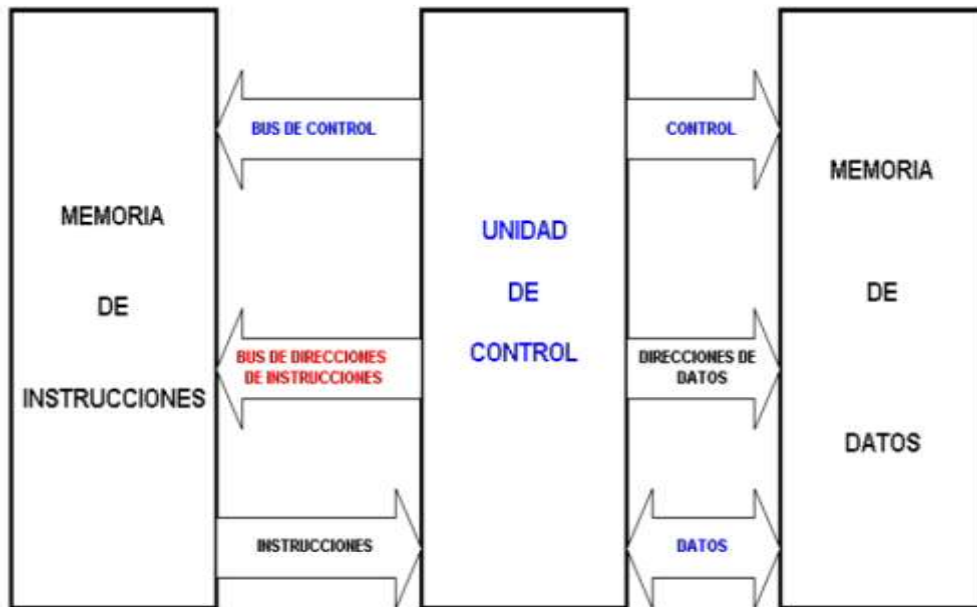 BUS DE CONTROL
CONTROL
MEMORIA
DE
INSTRUCCIONES
UNIDAD
DE
CONTROL
MEMORIA
DE
DATOS
BUS DE DIRECCIONES
DE INSTRUCCIONES
DIRECCIONES DE
DATOS
INSTRUCCIONES
DATOS